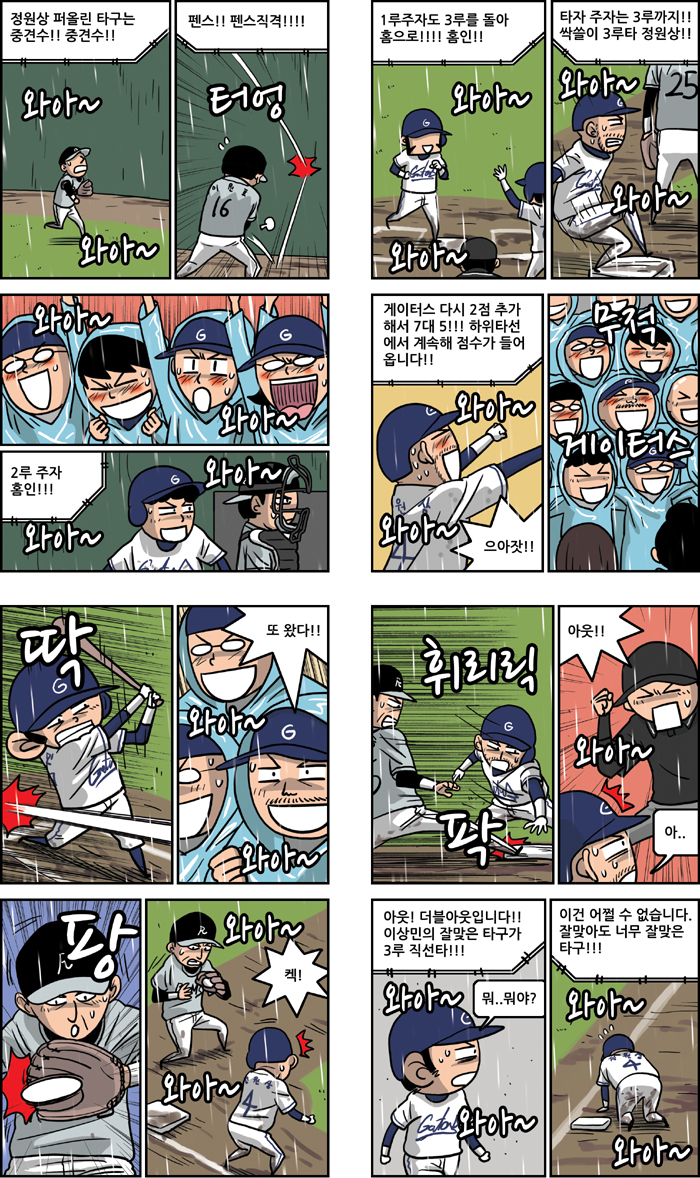 정원상 퍼올린 타구는
중견수!! 중견수!!
와아~
와아~
펜스!! 펜스직격!!!!
터엉
16
와아~
와아~
2루 주자
홈인!!!
와아~
와아~
1루주자도 3루를 돌아
홈으로!!!! 홈인!!
와아~
G
와아~
타자 주자는 3루까지!!
싹쓸이 3루타 정원상!!
와아~
25
와아~
게이터스 다시 2점 추가
해서 7대 5!!! 하위타선
에서 계속해 점수가 들어
옵니다!!
와아~
와아~
4
으아잣!!
무적
게이터스
딱
G
또 왔다!!
와아~
G
와아~
팡
와아~
켁!
와아~
4
휘리릭
G
팍
아웃!!
와아~
아..
아웃! 더블아웃입니다!!
이상민의 잘맞은 타구가
3루 직선타!!!
와아~
뭐..뭐야?
G
와아~
이건 어쩔 수 없습니다.
잘맞아도 너무 잘맞은
타구!!!
와아~
4
와아~